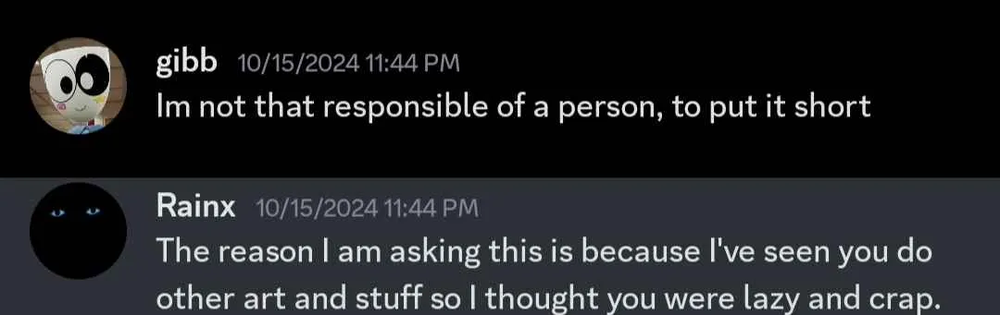 gibb 10/15/2024 11:44 PM
Im not that responsible of a person, to put it short
Rainx 10/15/2024 11:44 PM
The reason I am asking this is because I've seen you do
other art and stuff so I thought you were lazy and crap.